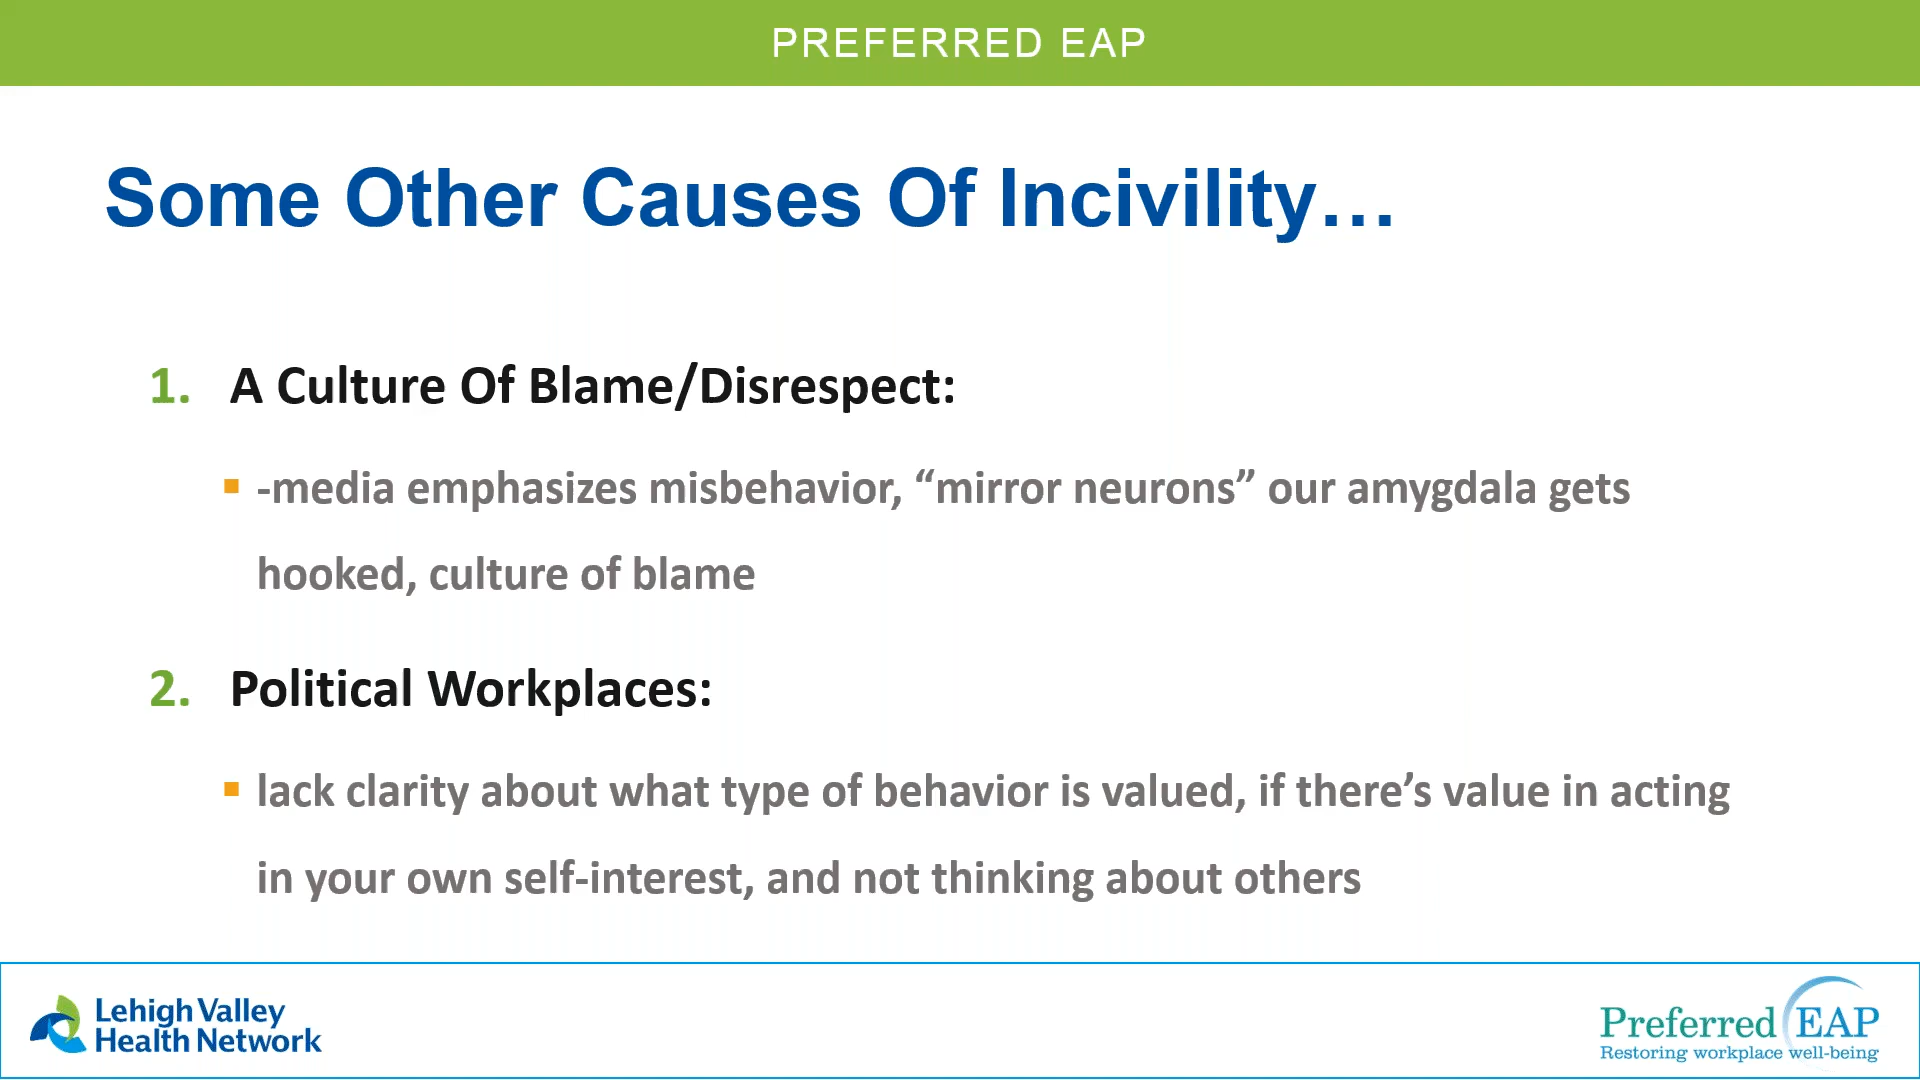 PREFERRED EAP
Some Other Causes Of Incivility…
1. A Culture Of Blame/Disrespect:
▪ -media emphasizes misbehavior, “mirror neurons” our amygdala gets
hooked, culture of blame
2. Political Workplaces:
▪ lack clarity about what type of behavior is valued, if there’s value in acting
in your own self-interest, and not thinking about others
Lehigh Valley
Health Network
Preferred EAP
Restoring workplace well-being